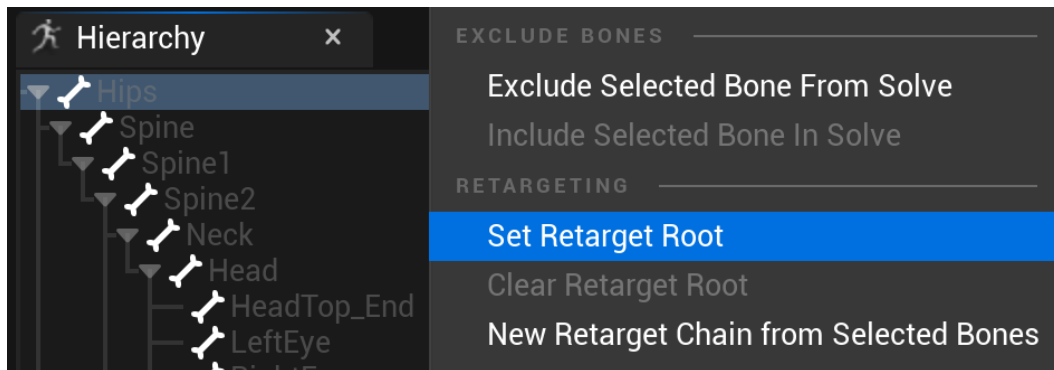 Hierarchy
Hips
Spine
Spine1
Spine2
Neck
Head
HeadTop_End
LeftEye
EXCLUDE BONES
Exclude Selected Bone From Solve
Include Selected Bone In Solve
RETARGETING
Set Retarget Root
Clear Retarget Root
New Retarget Chain from Selected Bones